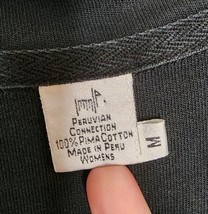 Peruvian
Connection
100% Pima Cotton
Made in Peru
Womens
M